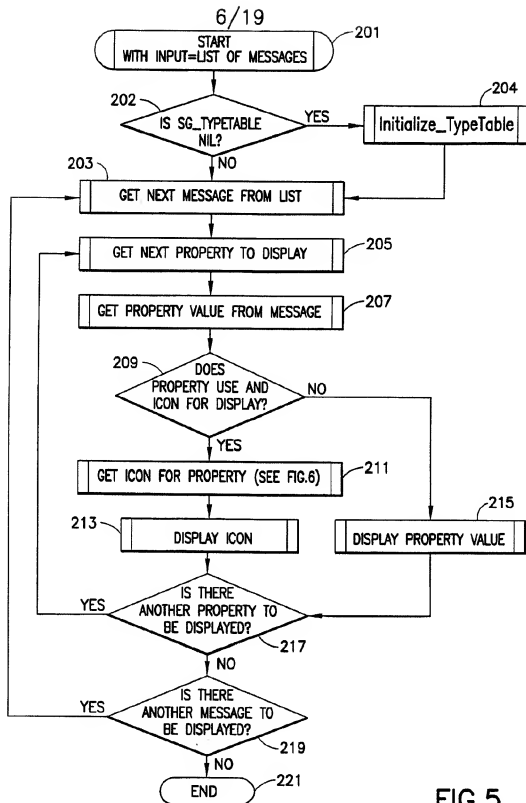 6/19
START
WITH INPUT=LIST OF MESSAGES
201
202
IS SG_TYPETABLE
NIL?
YES
204
Initialize_TypeTable
NO
203
GET NEXT MESSAGE FROM LIST
GET NEXT PROPERTY TO DISPLAY
205
GET PROPERTY VALUE FROM MESSAGE
207
209
DOES
PROPERTY USE AND
ICON FOR DISPLAY?
NO
YES
GET ICON FOR PROPERTY (SEE FIG.6)
211
213
DISPLAY ICON
215
DISPLAY PROPERTY VALUE
YES
IS THERE
ANOTHER PROPERTY TO
BE DISPLAYED?
217
NO
YES
IS THERE
ANOTHER MESSAGE TO
BE DISPLAYED?
219
NO
END
221
FIG.5